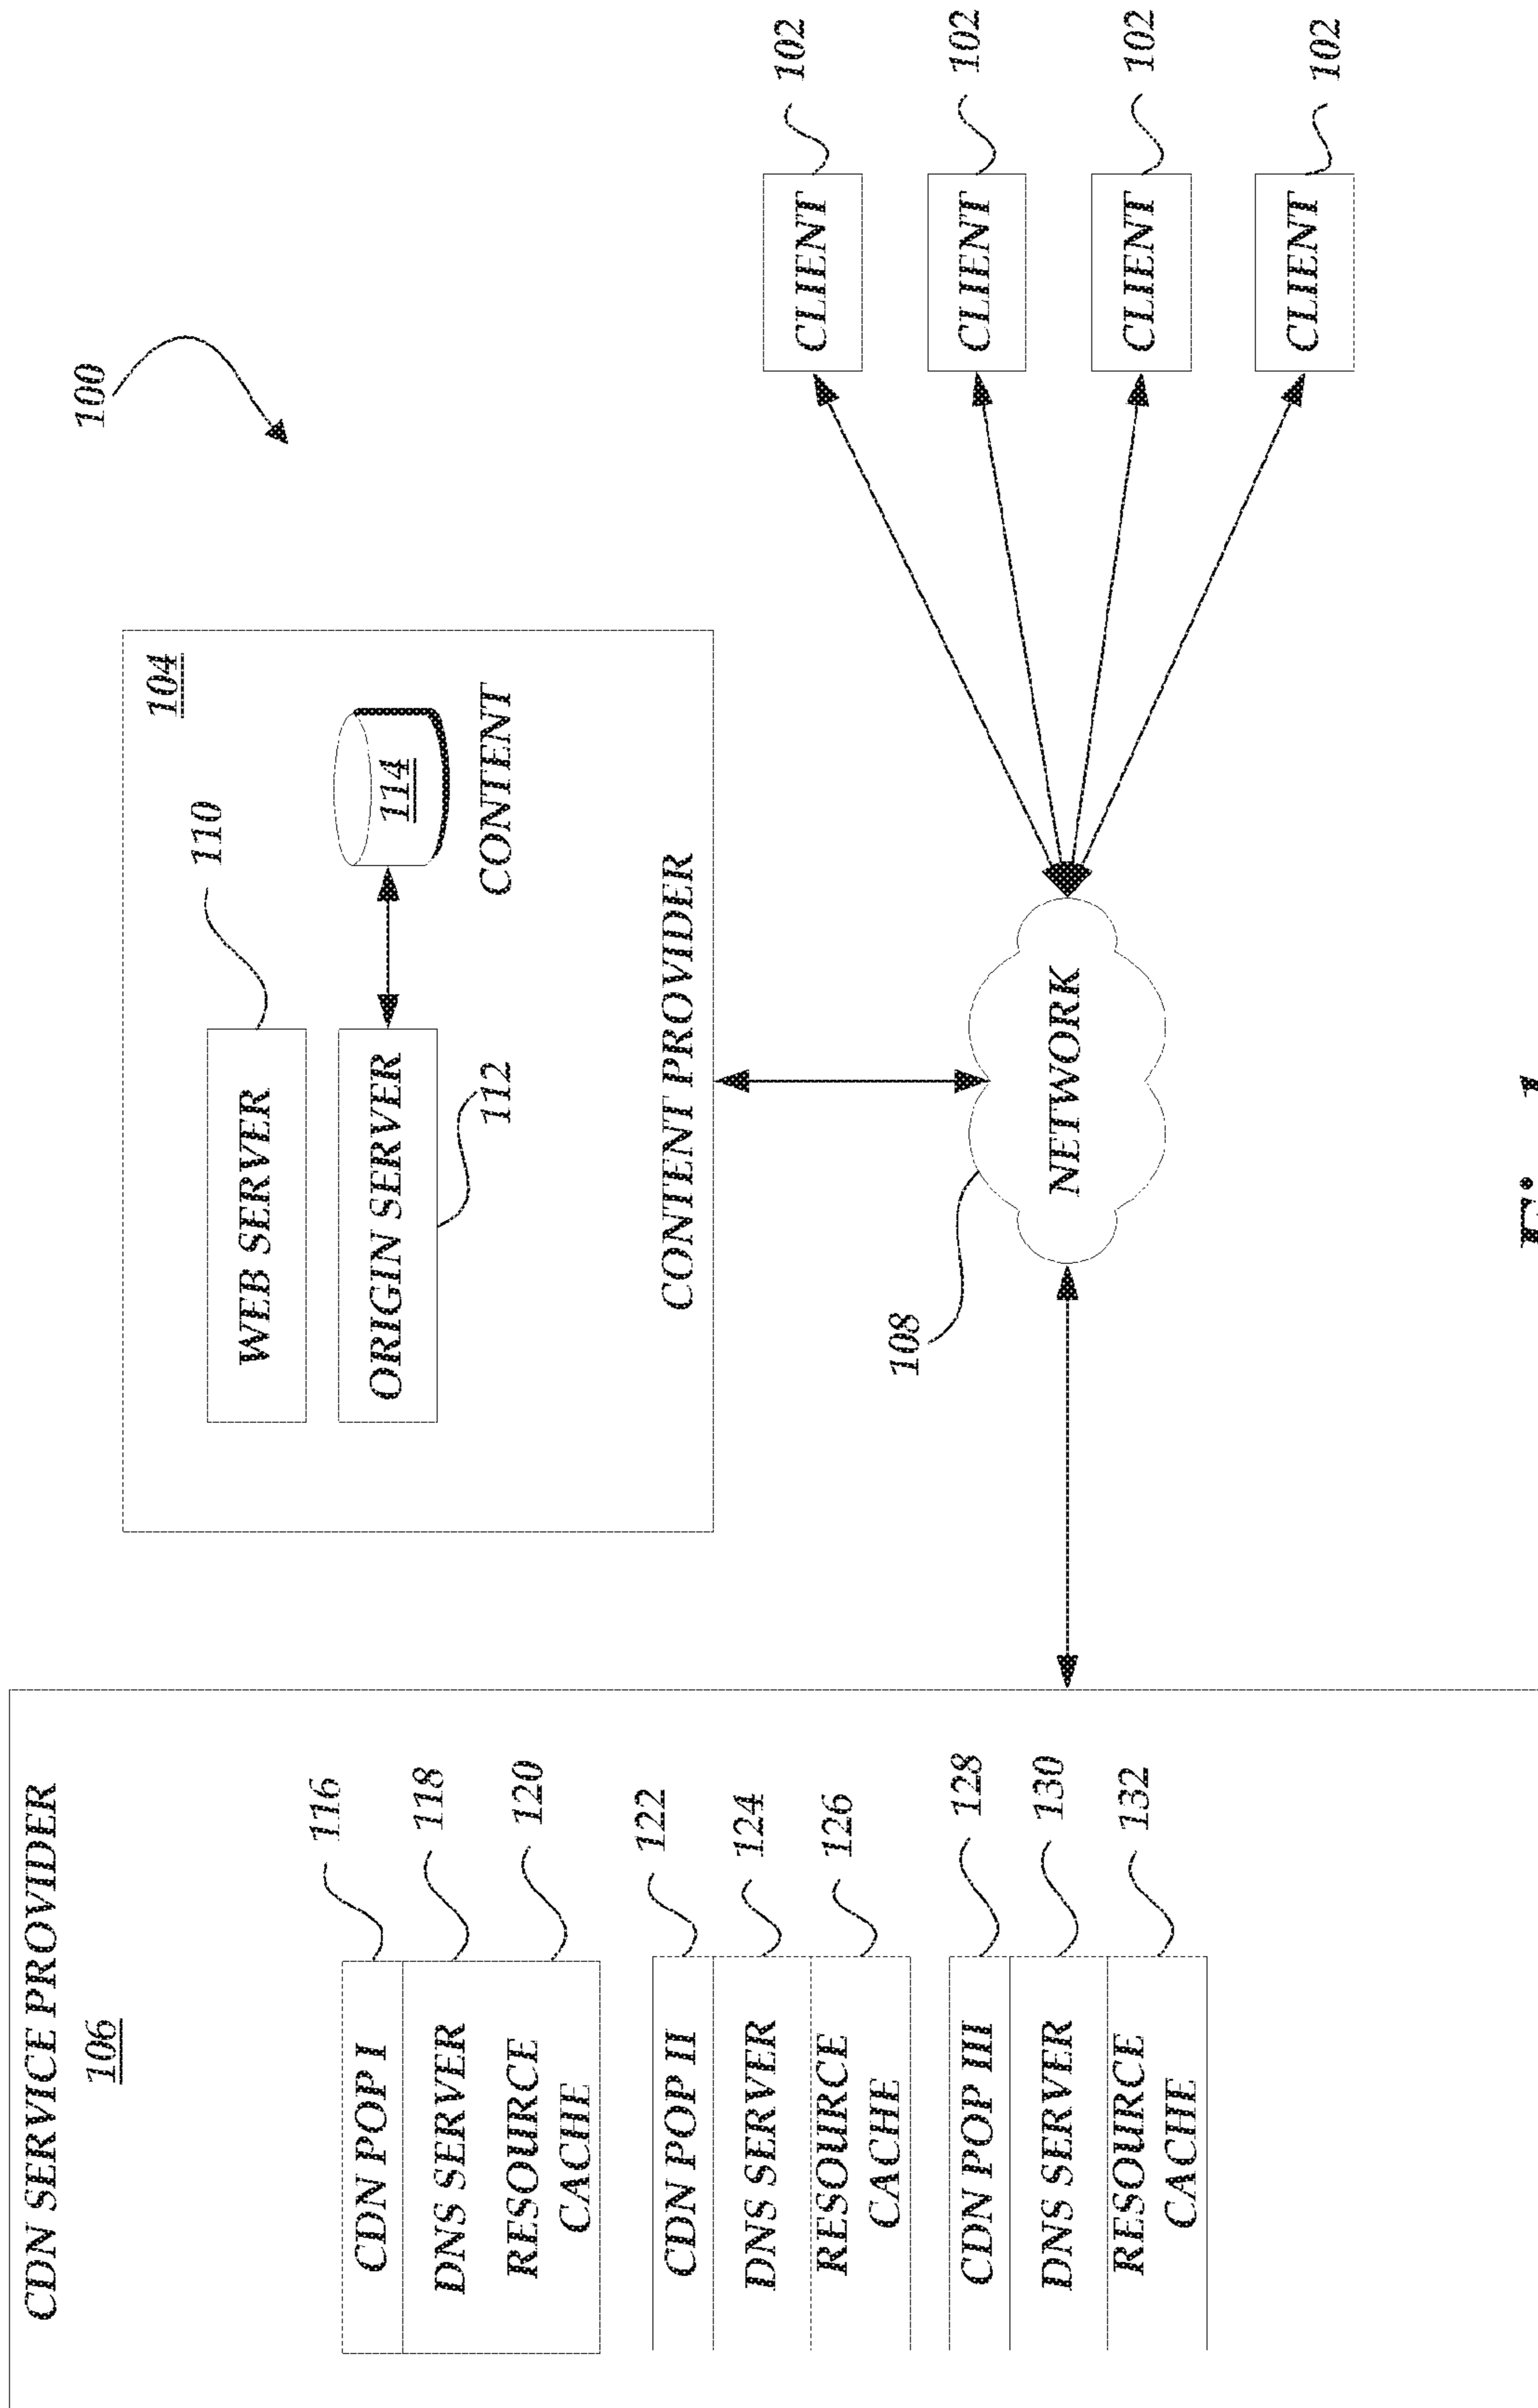 CDN SERVICE PROVIDER
106
CDN POP I
116
DNS SERVER
118
RESOURCE
CACHE
120
CDN POP II
122
DNS SERVER
124
RESOURCE
CACHE
126
CDN POP III
128
DNS SERVER
130
RESOURCE
CACHE
132
104
WEB SERVER
110
ORIGIN SERVER
112
114
CONTENT
CONTENT PROVIDER
100
NETWORK
108
CLIENT
102
CLIENT
102
CLIENT
102
CLIENT
102